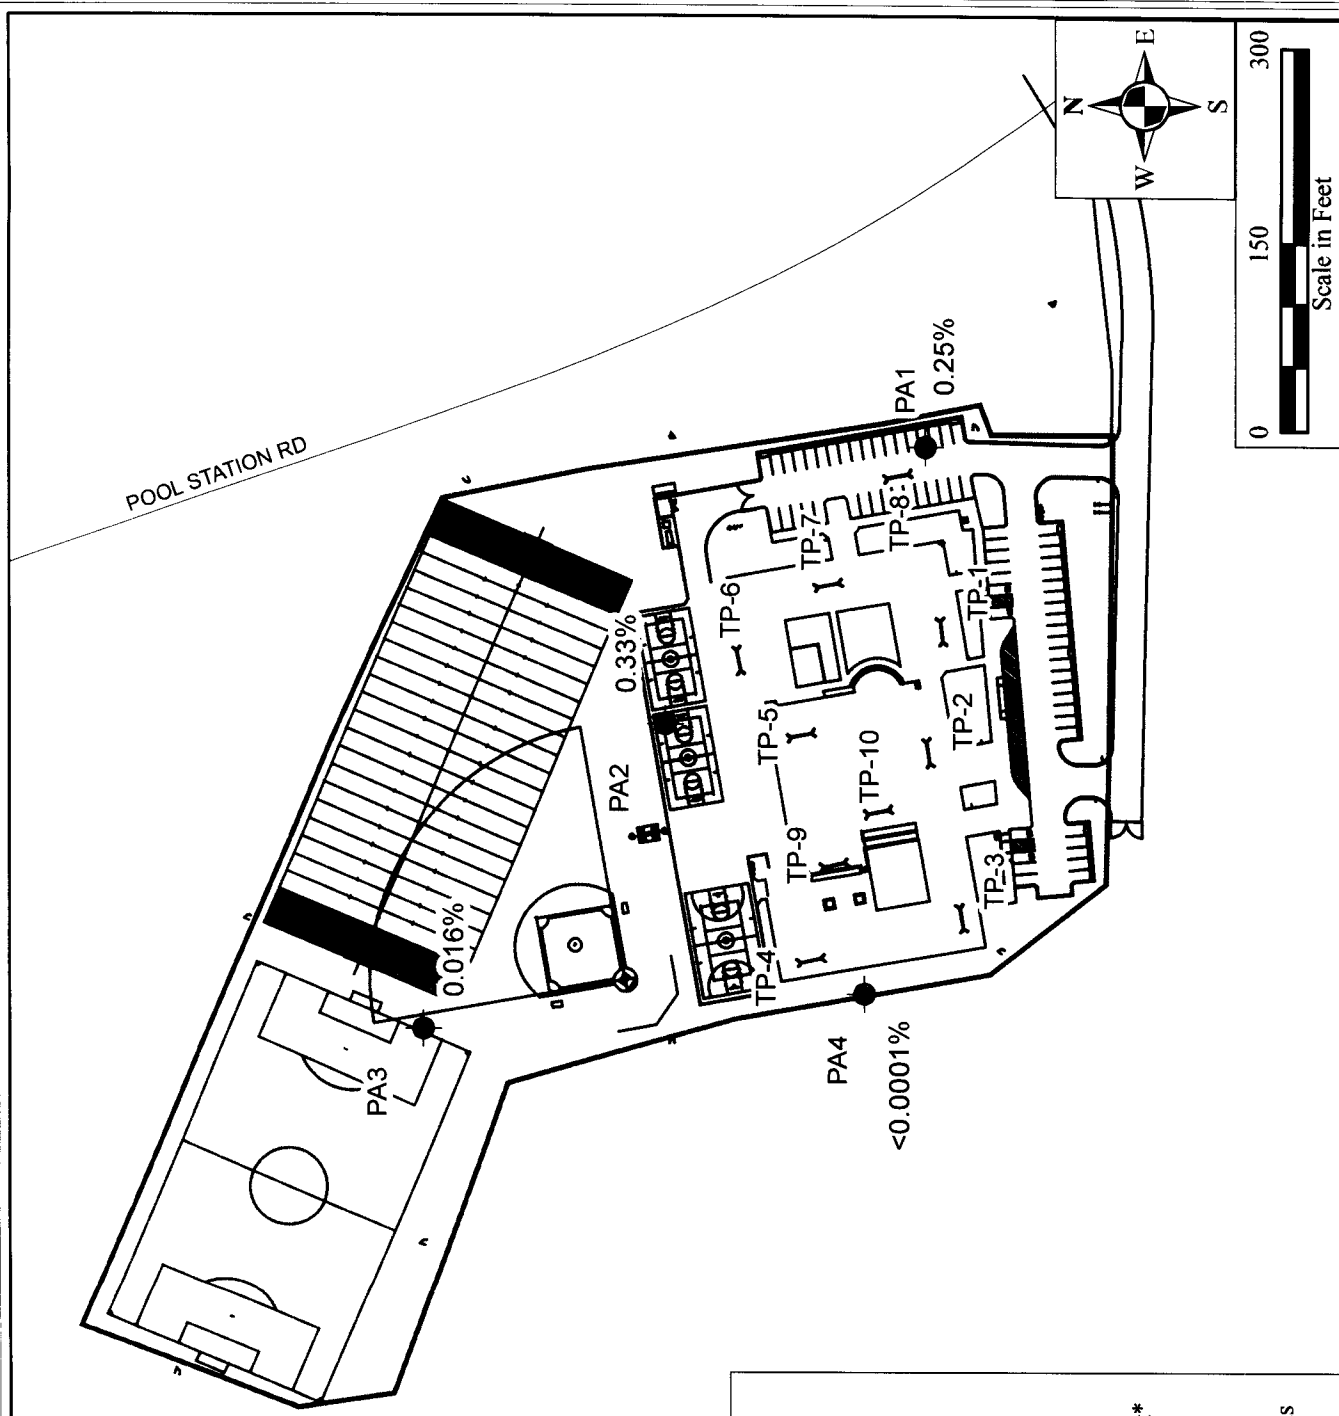 POOL STATION RD
N
E
S
W
300
150
0
Scale in Feet
PA1
0.25%
0.33%
PA2
0.016%
PA3
PA4
<0.0001%
TP-1
TP-2
TP-3
TP-4
TP-5
TP-6
TP-7
TP-8
TP-9
TP-10
*
s